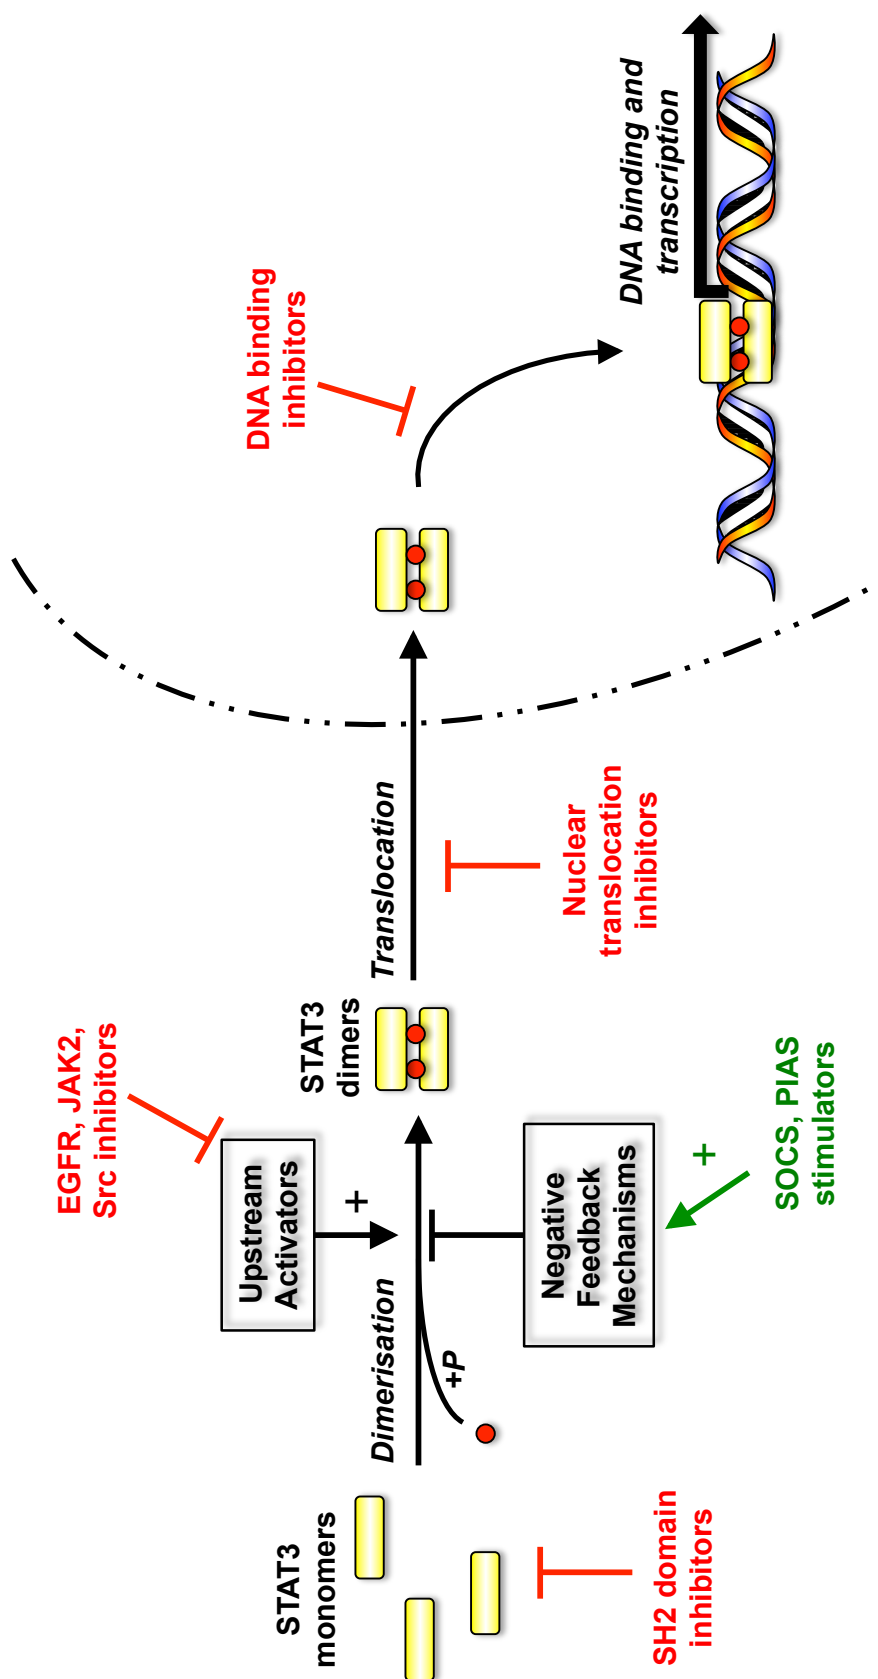 STAT3
monomers
SH2 domain
inhibitors
Dimerisation
+P
EGFR, JAK2,
Src inhibitors
Upstream
Activators
+
Negative
Feedback
Mechanisms
+
SOCS, PIAS
stimulators
STAT3
dimers
Translocation
Nuclear
translocation
inhibitors
DNA binding
inhibitors
DNA binding and
transcription